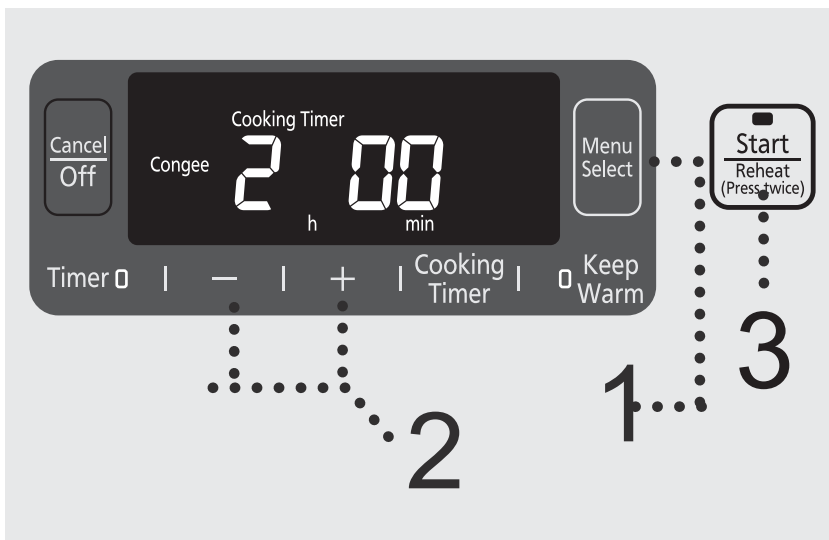 Cancel
Off
Cooking Timer
Congee
2 00
h
min
Menu
Select
Start
Reheat
(Press twice)
Timer
−
+
Cooking
Timer
Keep
Warm
1
2
3